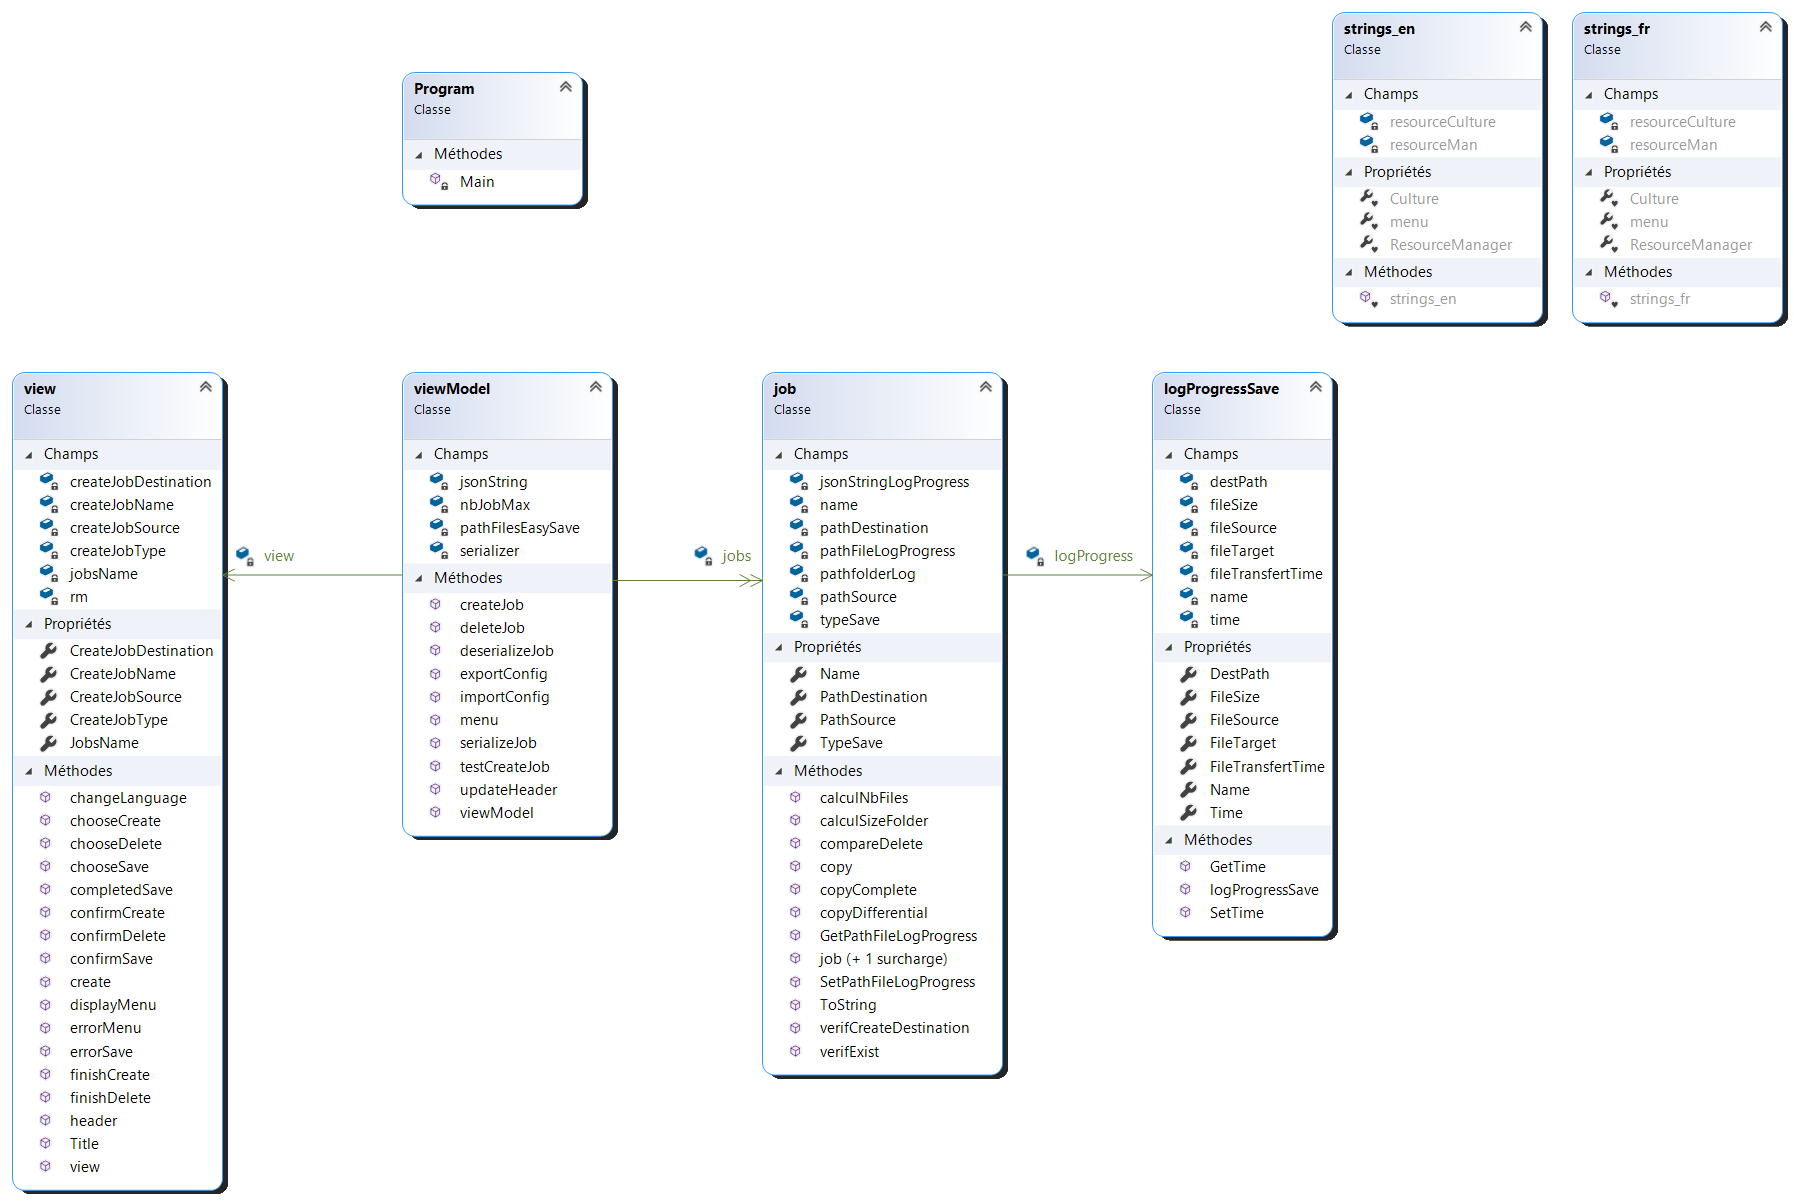 Program
Classe
Méthodes
Main
strings_en
Classe
Champs
resourceCulture
resourceMan
Propriétés
Culture
menu
ResourceManager
Méthodes
strings_en
strings_fr
Classe
Champs
resourceCulture
resourceMan
Propriétés
Culture
menu
ResourceManager
Méthodes
strings_fr
view
Classe
Champs
createJobDestination
createJobName
createJobSource
createJobType
jobsName
rm
Propriétés
CreateJobDestination
CreateJobName
CreateJobSource
CreateJobType
JobsName
Méthodes
changeLanguage
chooseCreate
chooseDelete
chooseSave
completedSave
confirmCreate
confirmDelete
confirmSave
create
displayMenu
errorMenu
errorSave
finishCreate
finishDelete
header
Title
view
view
viewModel
Classe
Champs
jsonString
nbJobMax
pathFilesEasySave
serializer
Méthodes
createJob
deleteJob
deserializeJob
exportConfig
importConfig
menu
serializeJob
testCreateJob
updateHeader
viewModel
jobs
job
Classe
Champs
jsonStringLogProgress
name
pathDestination
pathFileLogProgress
pathfolderLog
pathSource
typeSave
Propriétés
Name
PathDestination
PathSource
TypeSave
Méthodes
calculNbFiles
calculSizeFolder
compareDelete
copy
copyComplete
copyDifferential
GetPathFileLogProgress
job (+ 1 surcharge)
SetPathFileLogProgress
ToString
verifCreateDestination
verifExist
logProgress
logProgressSave
Classe
Champs
destPath
fileSize
fileSource
fileTarget
fileTransfertTime
name
time
Propriétés
DestPath
FileSize
FileSource
FileTarget
FileTransfertTime
Name
Time
Méthodes
GetTime
logProgressSave
SetTime